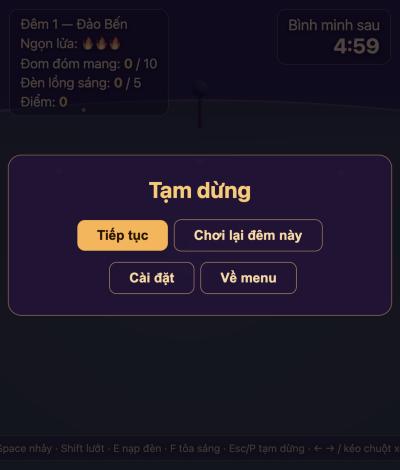 Đêm 1 — Đảo Bến
Ngọn lửa: 🔥🔥🔥
Đom đóm mang: 0 / 10
Đèn lồng sáng: 0 / 5
Điểm: 0
Bình minh sau
4:59
Tạm dừng
Tiếp tục
Chơi lại đêm này
Cài đặt
Về menu
Space nhảy · Shift lướt · E nạp đèn · F tỏa sáng · Esc/P tạm dừng · ← → / kéo chuột